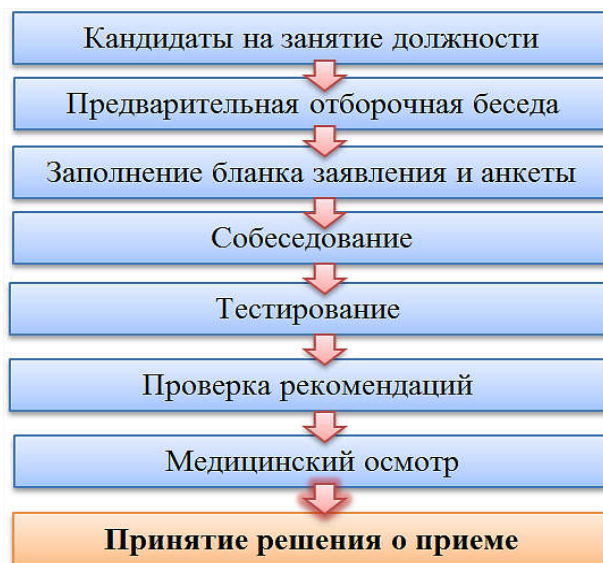 Кандидаты на занятие должности
Предварительная отборочная беседа
Заполнение бланка заявления и анкеты
Собеседование
Тестирование
Проверка рекомендаций
Медицинский осмотр
Принятие решения о приеме